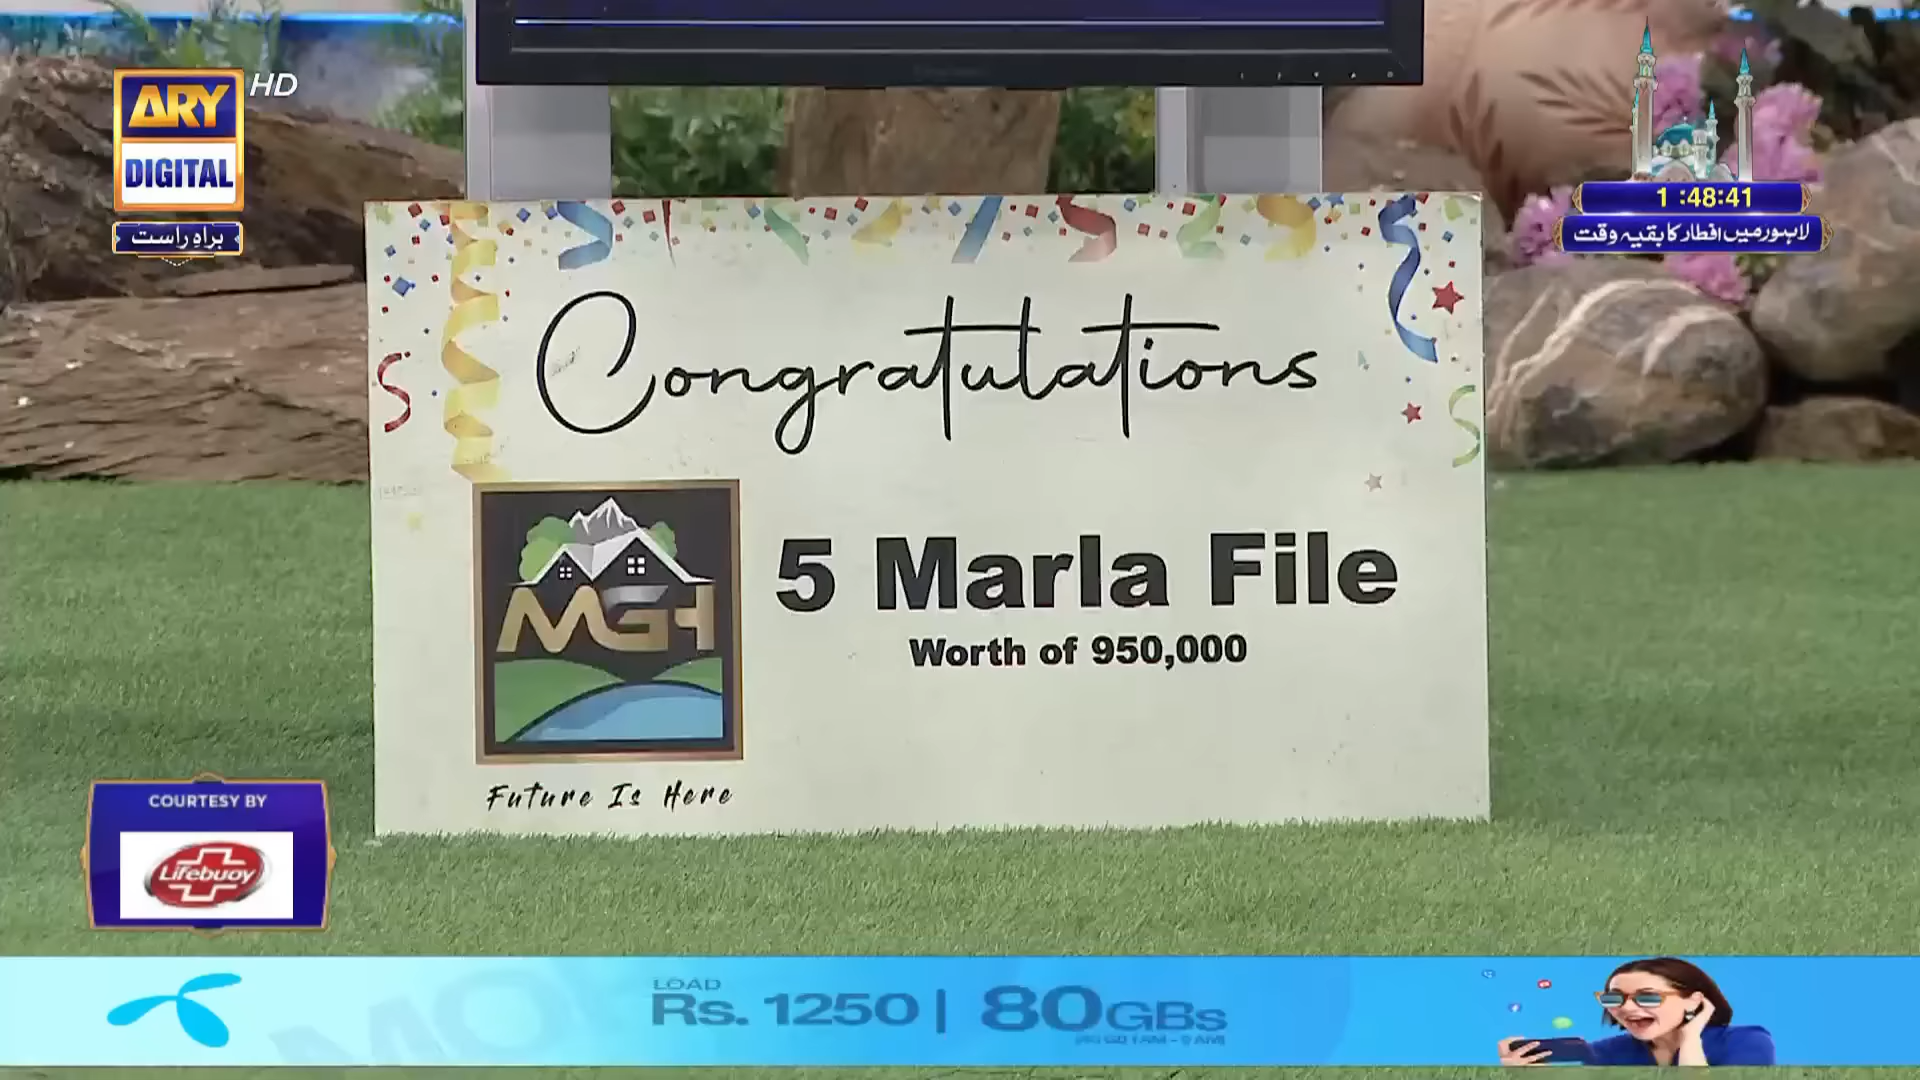 ARY HD
DIGITAL
براہِ راست
1:48:41
لاہور میں افطار کا بقیہ وقت
Congratulations
MGH
5 Marla File
Worth of 950,000
Future Is Here
COURTESY BY
Lifebuoy
LOAD
Rs. 1250 | 80GBs